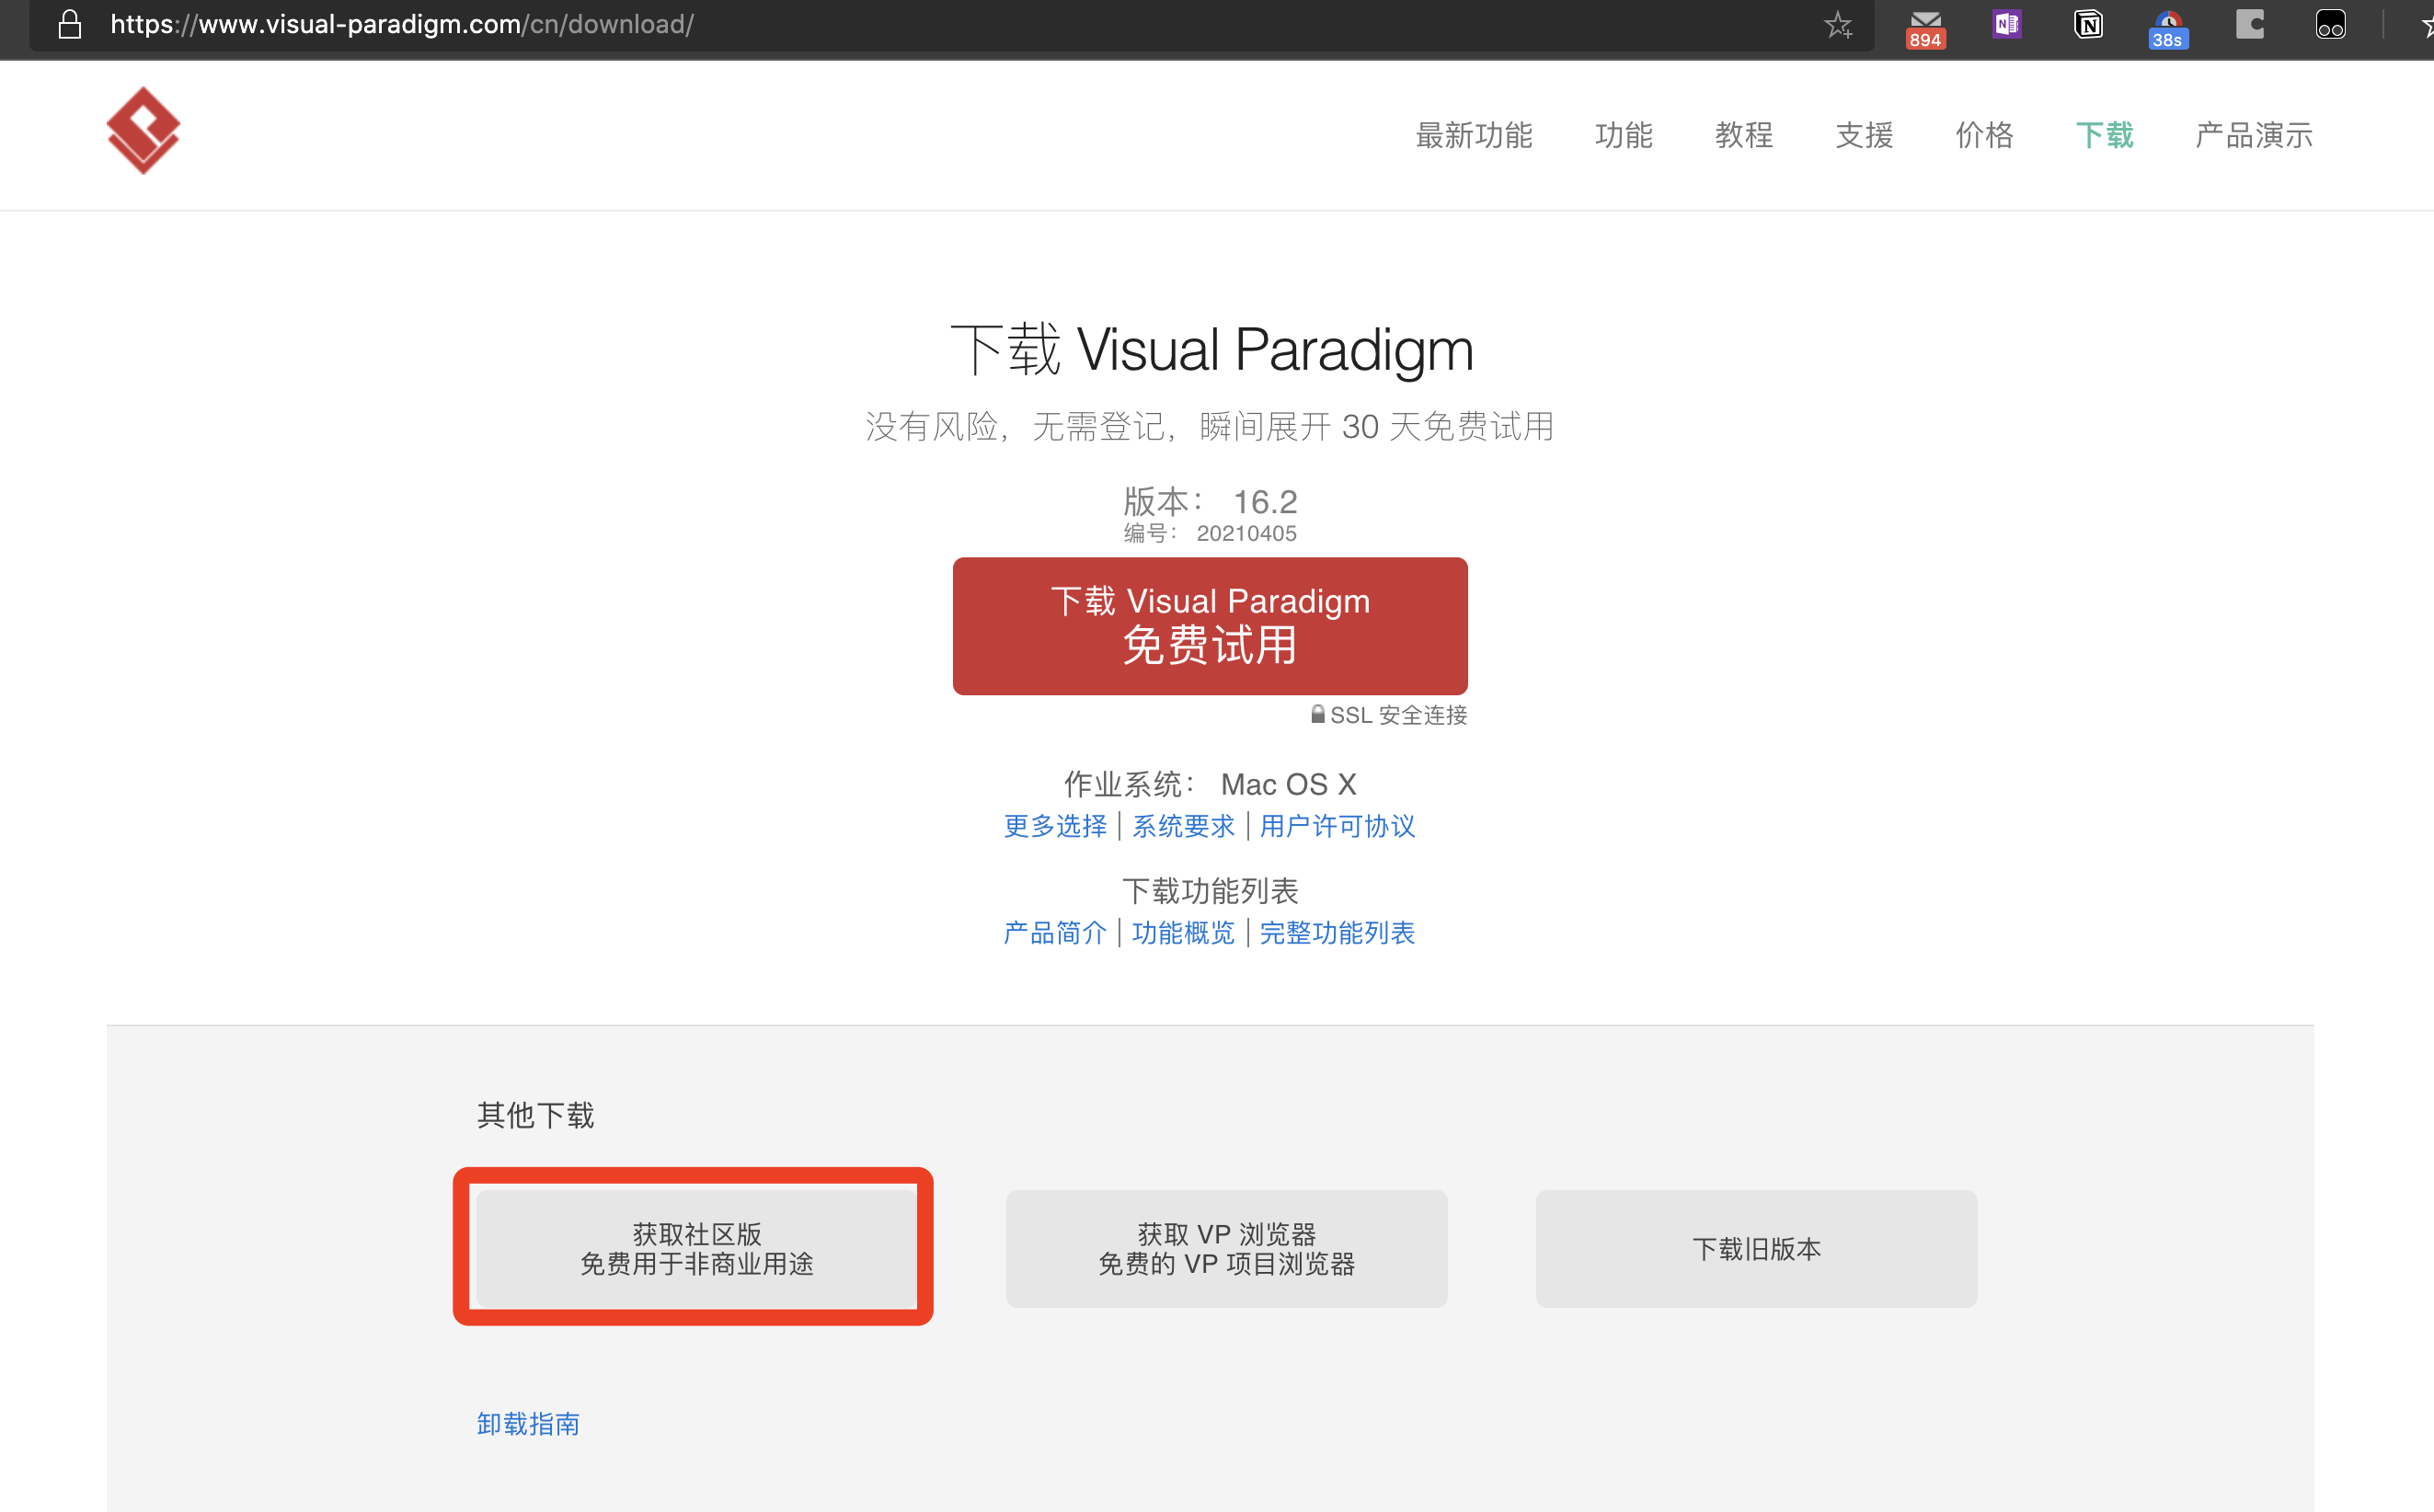 https://www.visual-paradigm.com/cn/download/
894
38s
最新功能 功能 教程 支援 价格 下载 产品演示
下载 Visual Paradigm
没有风险，无需登记，瞬间展开 30 天免费试用
版本： 16.2
编号： 20210405
下载 Visual Paradigm
免费试用
SSL 安全连接
作业系统： Mac OS X
更多选择 | 系统要求 | 用户许可协议
下载功能列表
产品简介 | 功能概览 | 完整功能列表
其他下载
获取社区版
免费用于非商业用途
获取 VP 浏览器
免费的 VP 项目浏览器
下载旧版本
卸载指南